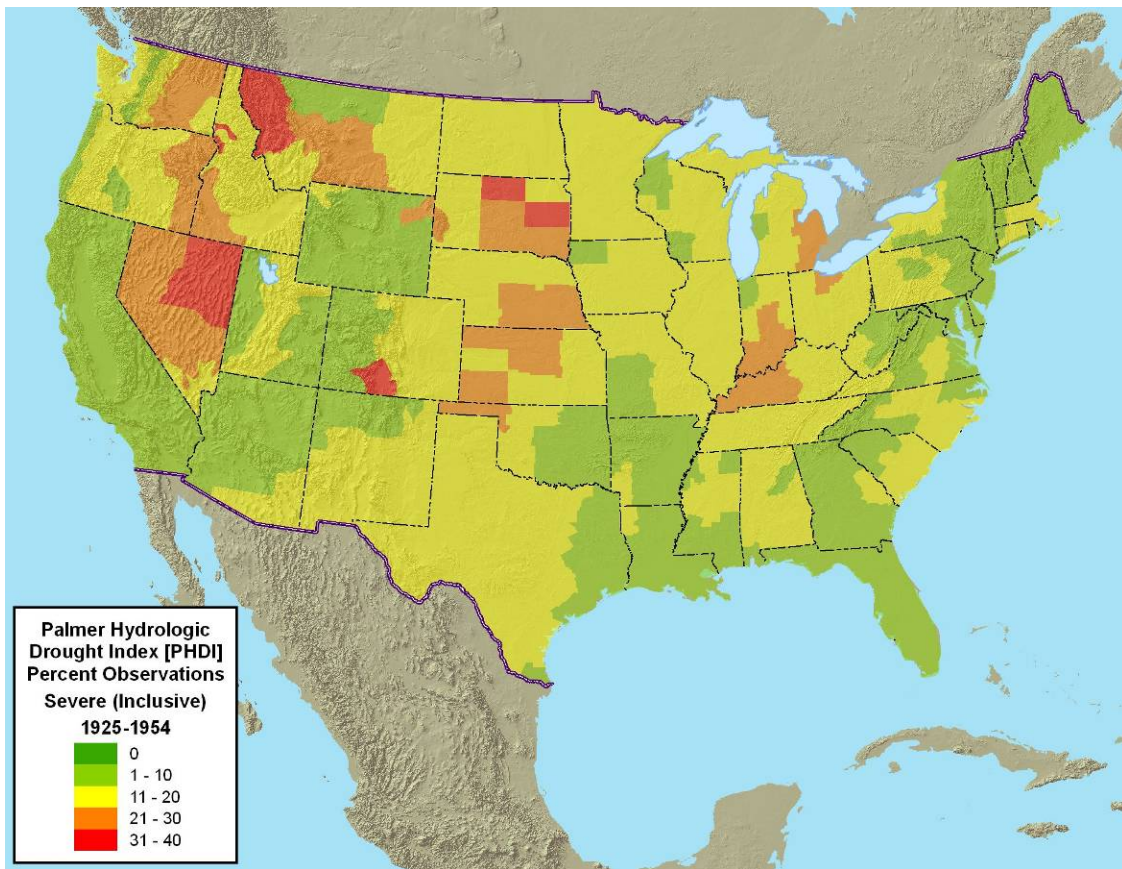 Palmer Hydrologic
Drought Index [PHDI]
Percent Observations
Severe (Inclusive)
1925-1954
0
1 - 10
11 - 20
21 - 30
31 - 40